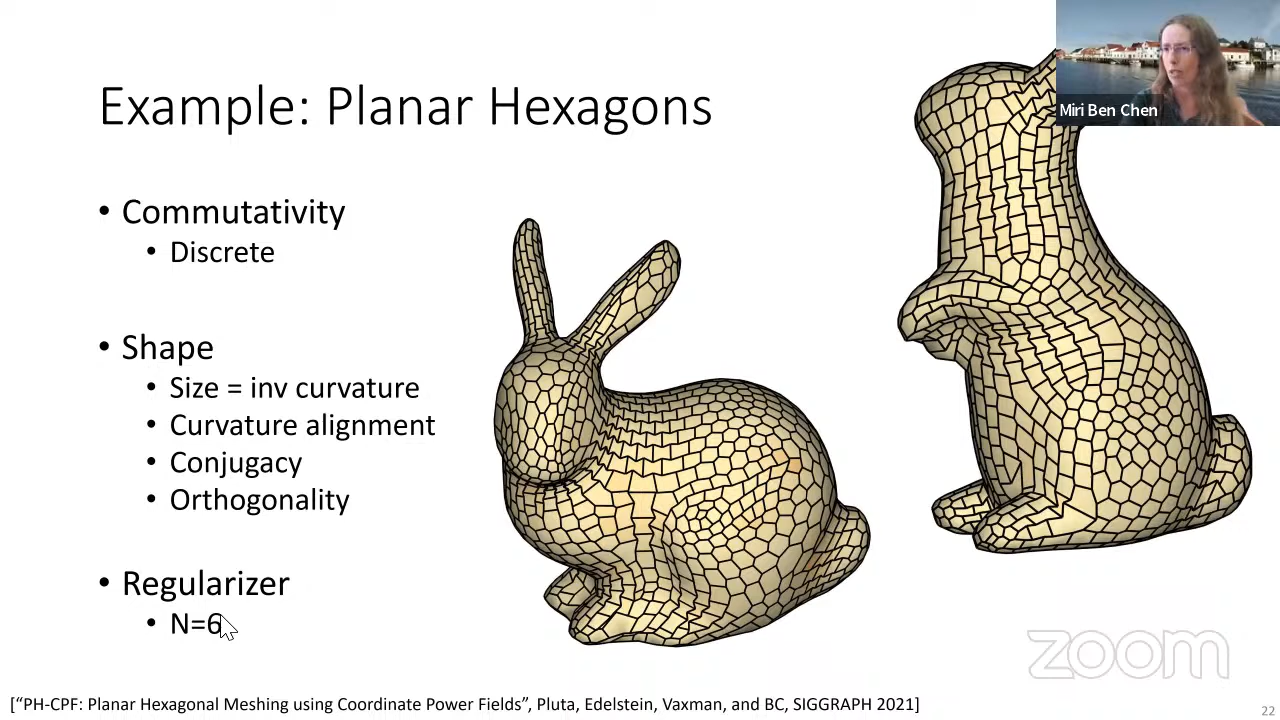 Miri Ben Chen
Example: Planar Hexagons
• Commutativity
• Discrete
• Shape
• Size = inv curvature
• Curvature alignment
• Conjugacy
• Orthogonality
• Regularizer
• N=6
zoom
["PH-CPF: Planar Hexagonal Meshing using Coordinate Power Fields", Pluta, Edelstein, Vaxman, and BC, SIGGRAPH 2021]
22